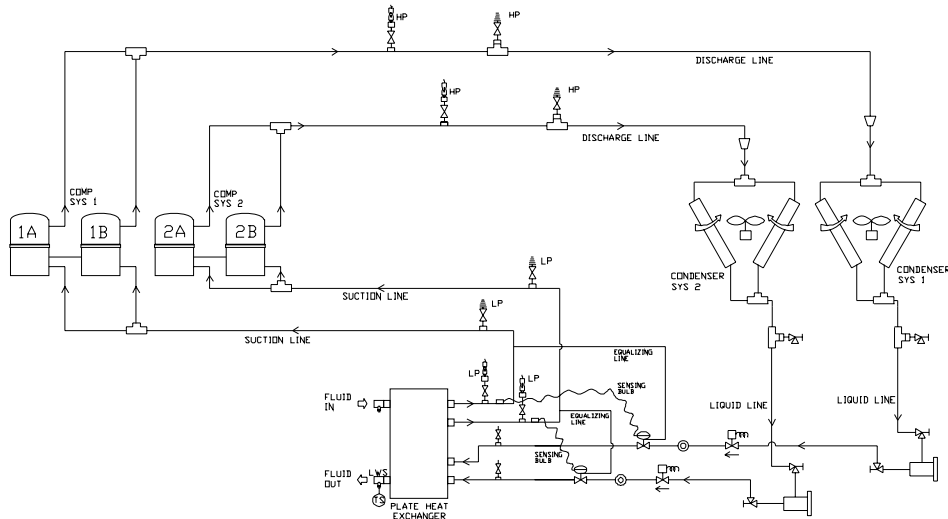 HP
HP
DISCHARGE LINE
HP
HP
DISCHARGE LINE
COMP
SYS 1
COMP
SYS 2
1A
1B
2A
2B
LP
SUCTION LINE
LP
SUCTION LINE
CONDENSER
SYS 2
CONDENSER
SYS 1
EQUALIZING
LINE
LP
LP
SENSING
BULB
FLUID
IN
EQUALIZING
LINE
LIQUID LINE
LIQUID LINE
SENSING
BULB
FLUID
OUT
LWS
TS
PLATE HEAT
EXCHANGER